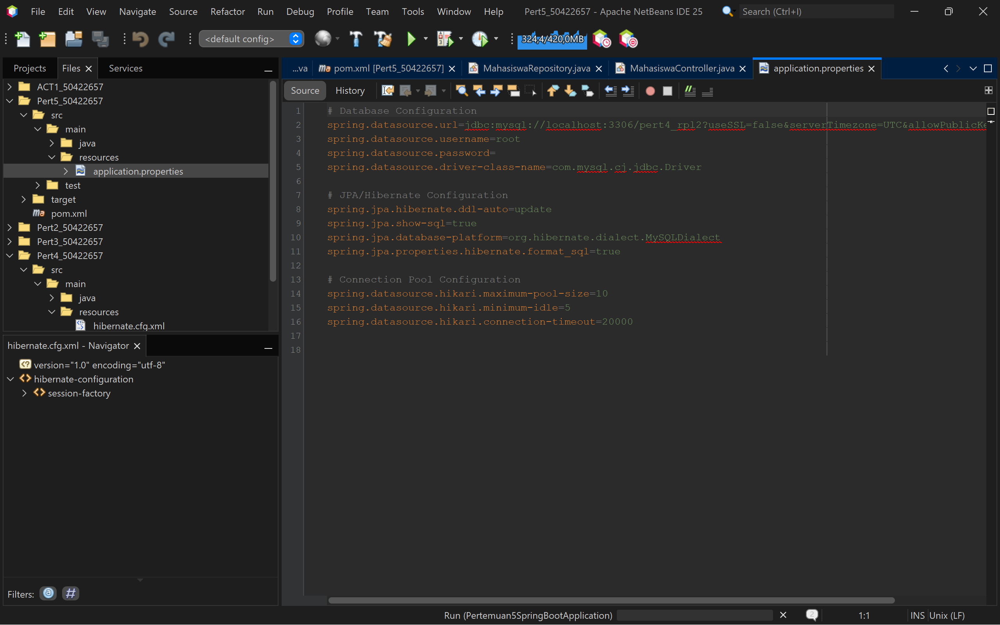 File Edit View Navigate Source Refactor Run Debug Profile Team Tools Window Help Pert5_50422657 - Apache NetBeans IDE 25 Search (Ctrl+I)
<default config> 324,4/420,0MB
Projects Files Services
...va pom.xml [Pert5_50422657] MahasiswaRepository.java MahasiswaController.java application.properties
Source History
ACT1_50422657
Pert5_50422657
src
main
java
resources
application.properties
test
target
pom.xml
Pert2_50422657
Pert3_50422657
Pert4_50422657
src
main
java
resources
hibernate.cfg.xml
hibernate.cfg.xml - Navigator
version="1.0" encoding="utf-8"
hibernate-configuration
session-factory
Filters:
1 # Database Configuration
2 spring.datasource.url=jdbc:mysql://localhost:3306/pert4_rpl2?useSSL=false&serverTimezone=UTC&allowPublicKe
3 spring.datasource.username=root
4 spring.datasource.password=
5 spring.datasource.driver-class-name=com.mysql.cj.jdbc.Driver
6
7 # JPA/Hibernate Configuration
8 spring.jpa.hibernate.ddl-auto=update
9 spring.jpa.show-sql=true
10 spring.jpa.database-platform=org.hibernate.dialect.MySQLDialect
11 spring.jpa.properties.hibernate.format_sql=true
12
13 # Connection Pool Configuration
14 spring.datasource.hikari.maximum-pool-size=10
15 spring.datasource.hikari.minimum-idle=5
16 spring.datasource.hikari.connection-timeout=20000
17
18
Run (Pertemuan5SpringBootApplication) 2 1:1 INS Unix (LF)